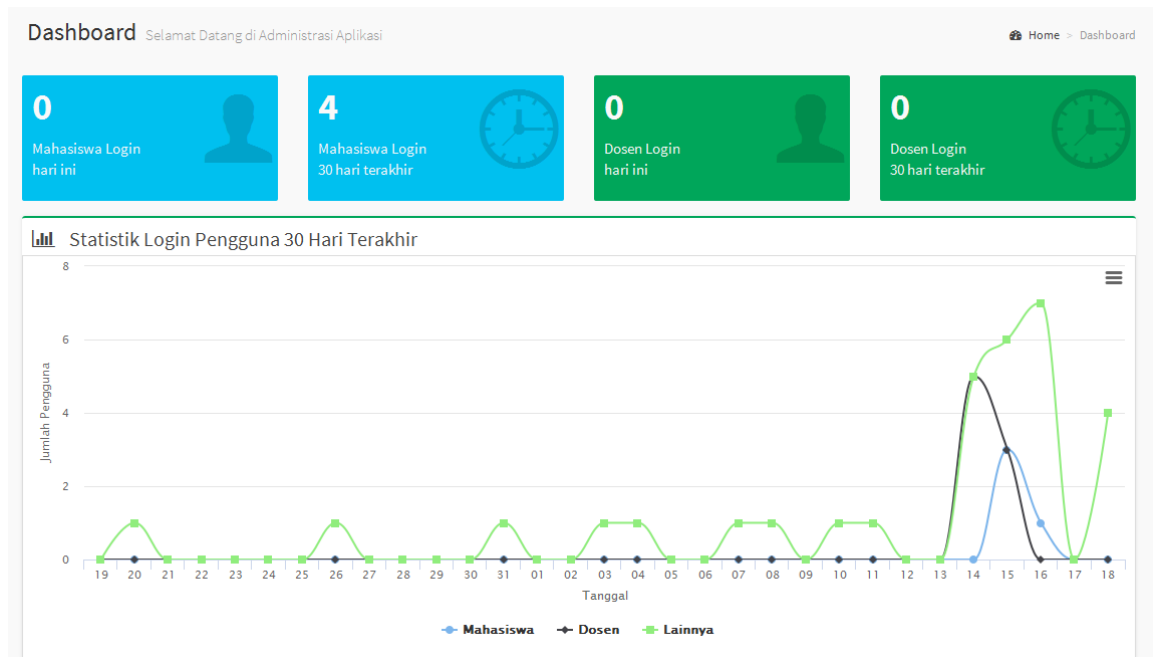 Dashboard Selamat Datang di Administrasi Aplikasi
Home > Dashboard
0
Mahasiswa Login
hari ini
4
Mahasiswa Login
30 hari terakhir
0
Dosen Login
hari ini
0
Dosen Login
30 hari terakhir
Statistik Login Pengguna 30 Hari Terakhir
Jumlah Pengguna
8
6
4
2
0
19 20 21 22 23 24 25 26 27 28 29 30 31 01 02 03 04 05 06 07 08 09 10 11 12 13 14 15 16 17 18
Tanggal
Mahasiswa Dosen Lainnya